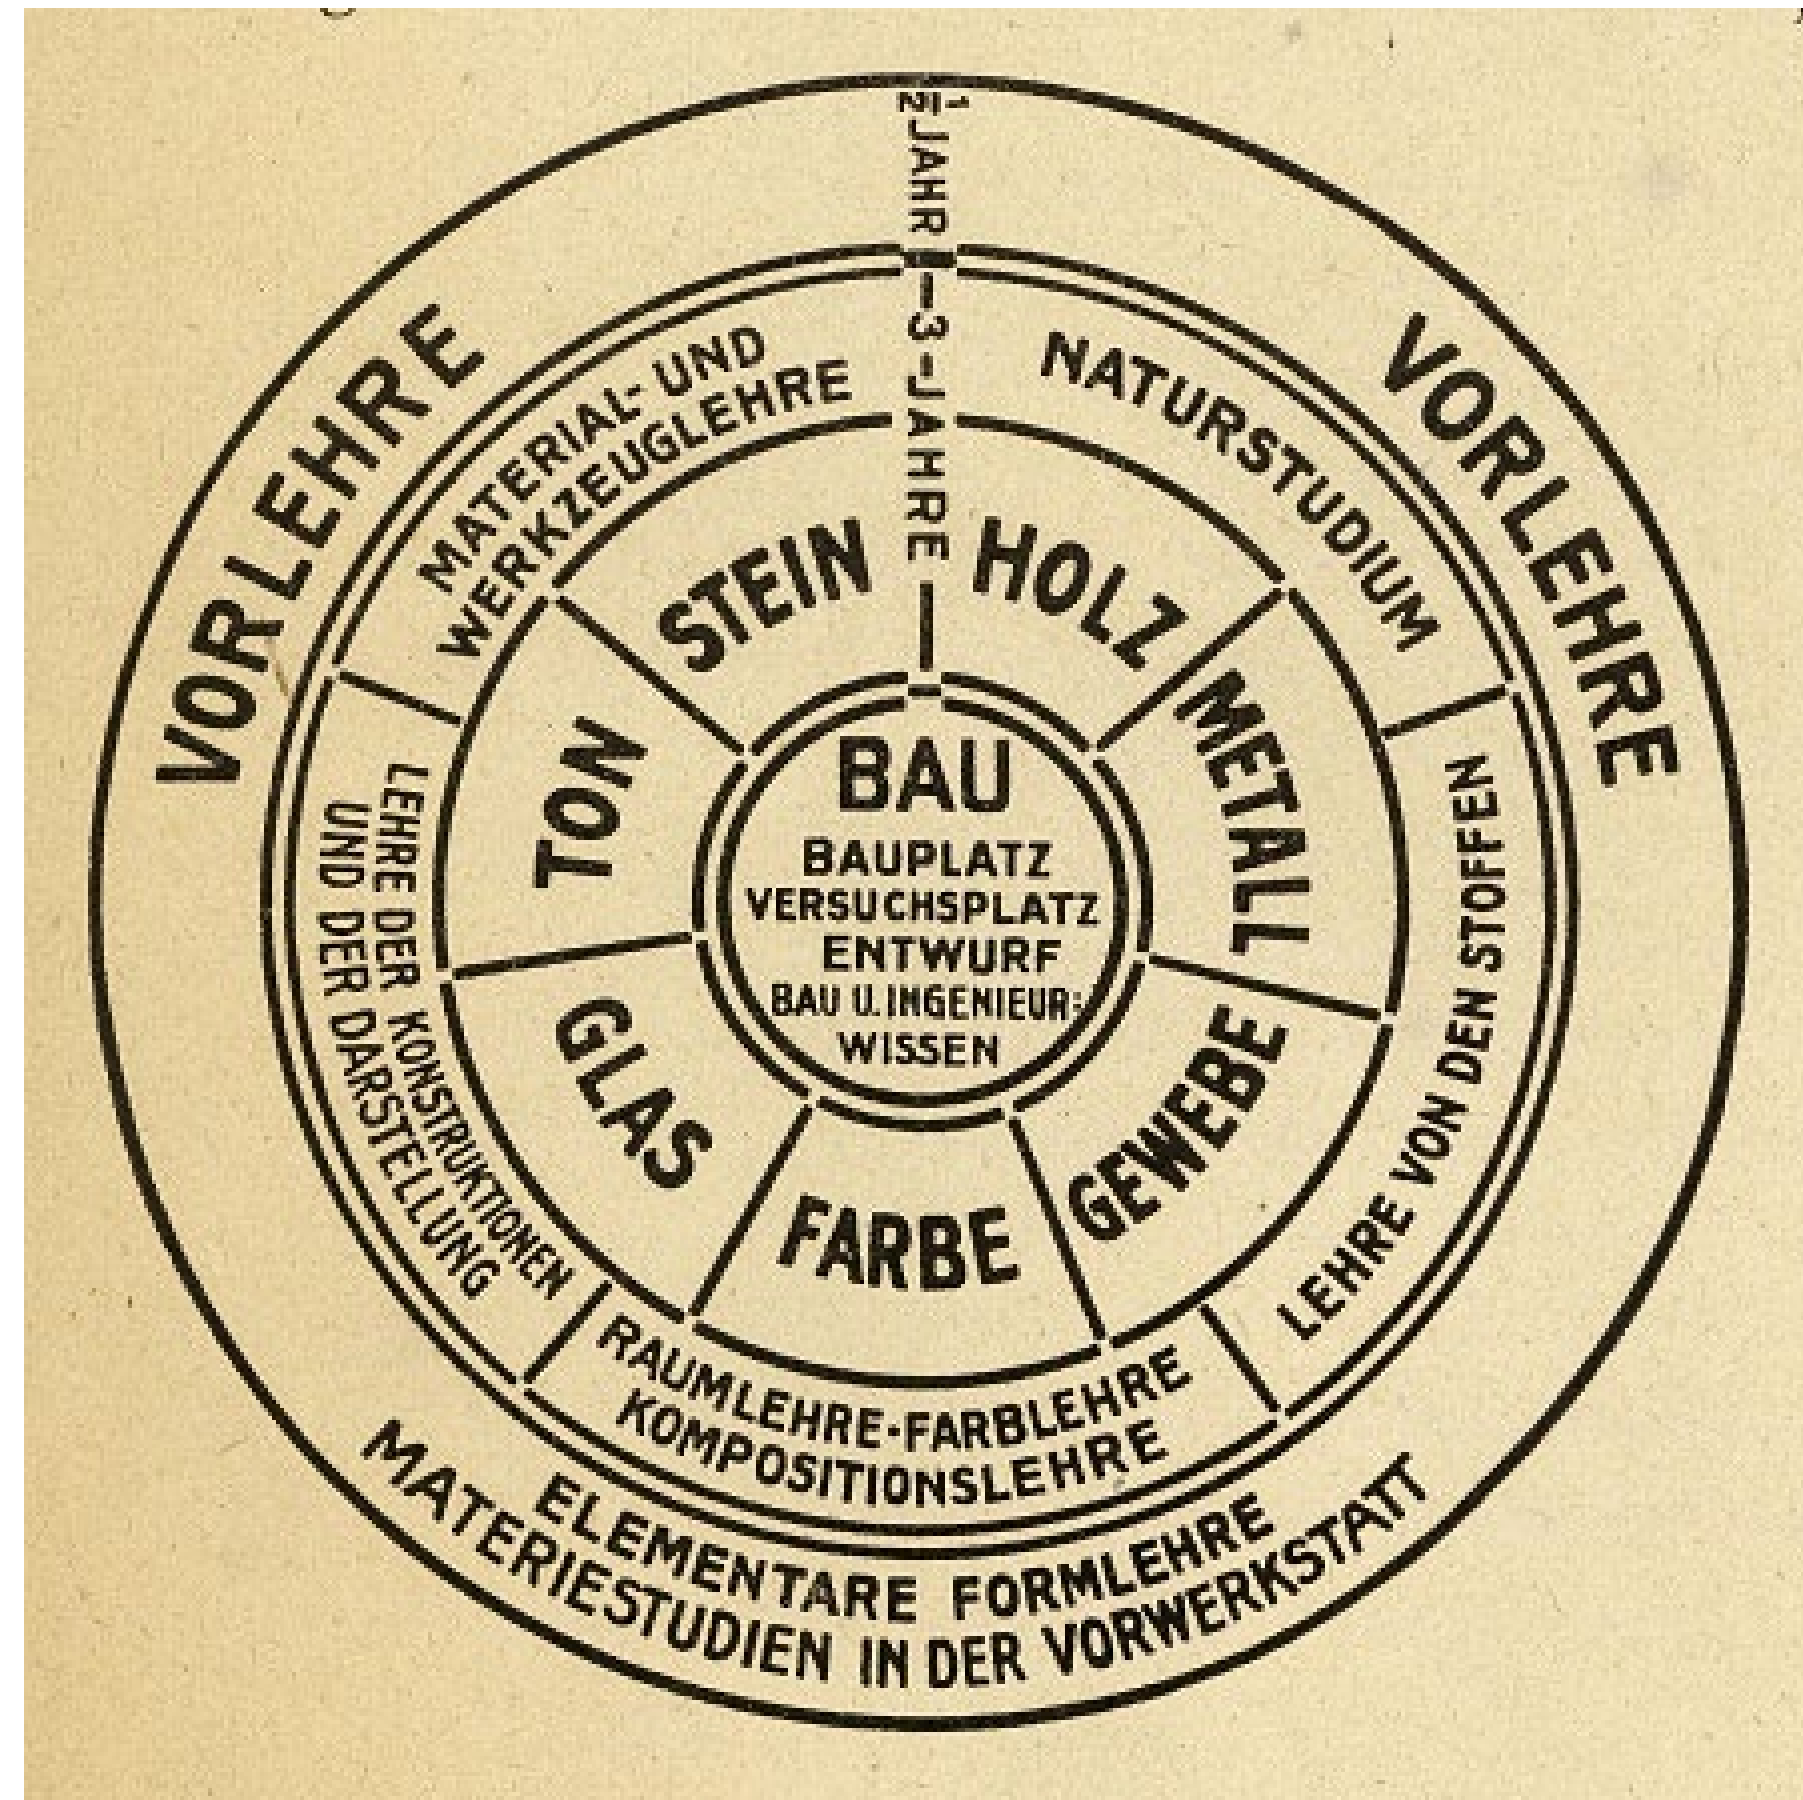 1/2 JAHR
3-JAHRE
VORLEHRE
VORLEHRE
ELEMENTARE FORMLEHRE
MATERIESTUDIEN IN DER VORWERKSTATT
MATERIAL- UND
WERKZEUGLEHRE
NATURSTUDIUM
LEHRE VON DEN STOFFEN
RAUMLEHRE-FARBLEHRE
KOMPOSITIONSLEHRE
LEHRE DER KONSTRUKTIONEN
UND DER DARSTELLUNG
STEIN
HOLZ
METALL
GEWEBE
FARBE
GLAS
TON
BAU
BAUPLATZ
VERSUCHSPLATZ
ENTWURF
BAU U. INGENIEUR:
WISSEN